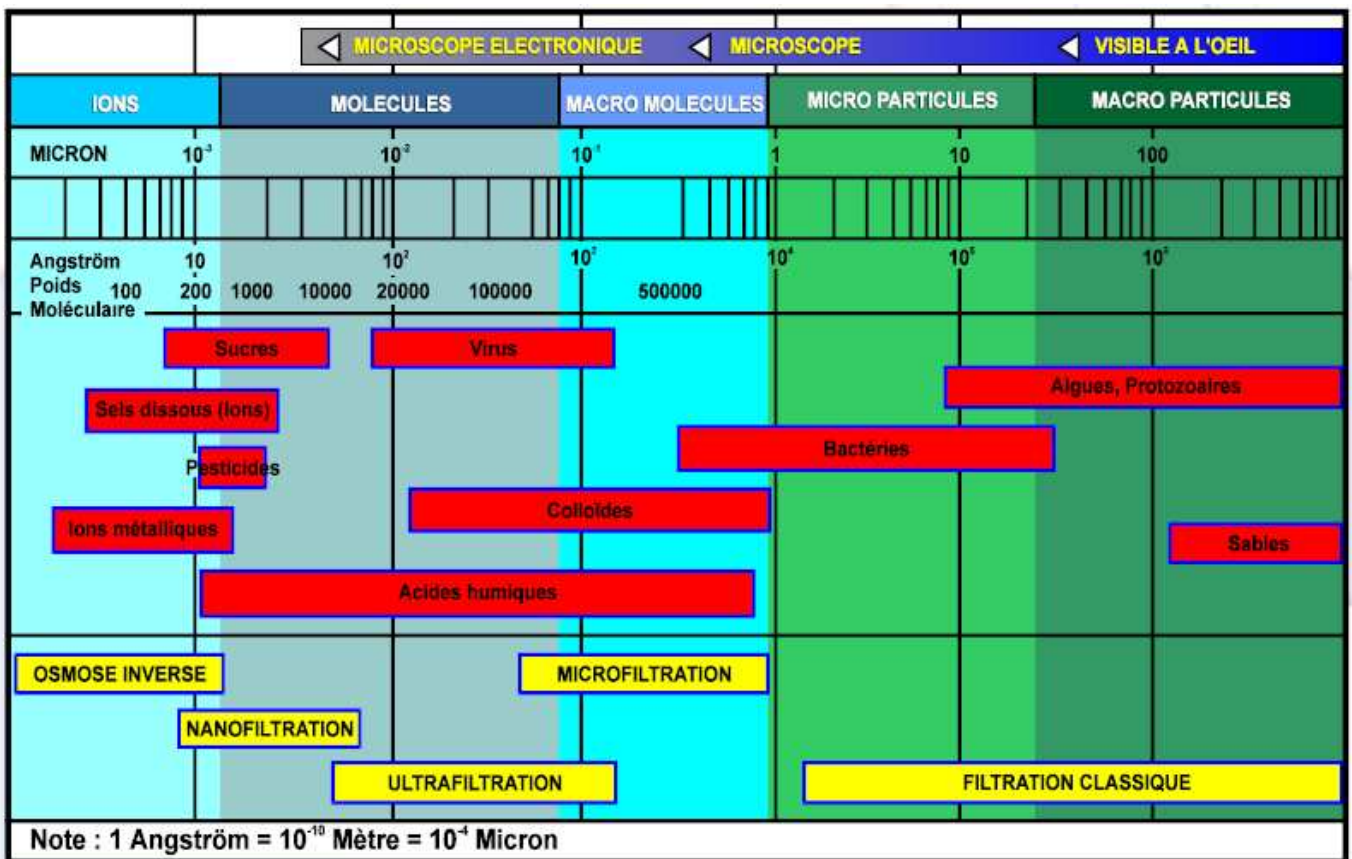 MICROSCOPE ELECTRONIQUE MICROSCOPE VISIBLE A L'OEIL
IONS MOLECULES MACRO MOLECULES MICRO PARTICULES MACRO PARTICULES
MICRON 10⁻³ 10⁻² 10⁻¹ 1 10 100
Angström 10 10² 10⁴ 10⁵
Poids
Moléculaire 100 200 1000 10000 20000 100000 500000
Sucres Virus
Algues, Protozoaires
Sels dissous (Ions)
Bactéries
Pesticides
Colloïdes
Ions métalliques
Sables
Acides humiques
OSMOSE INVERSE MICROFILTRATION
NANOFILTRATION
ULTRAFILTRATION FILTRATION CLASSIQUE
Note : 1 Angström = 10⁻¹⁰ Mètre = 10⁻⁴ Micron